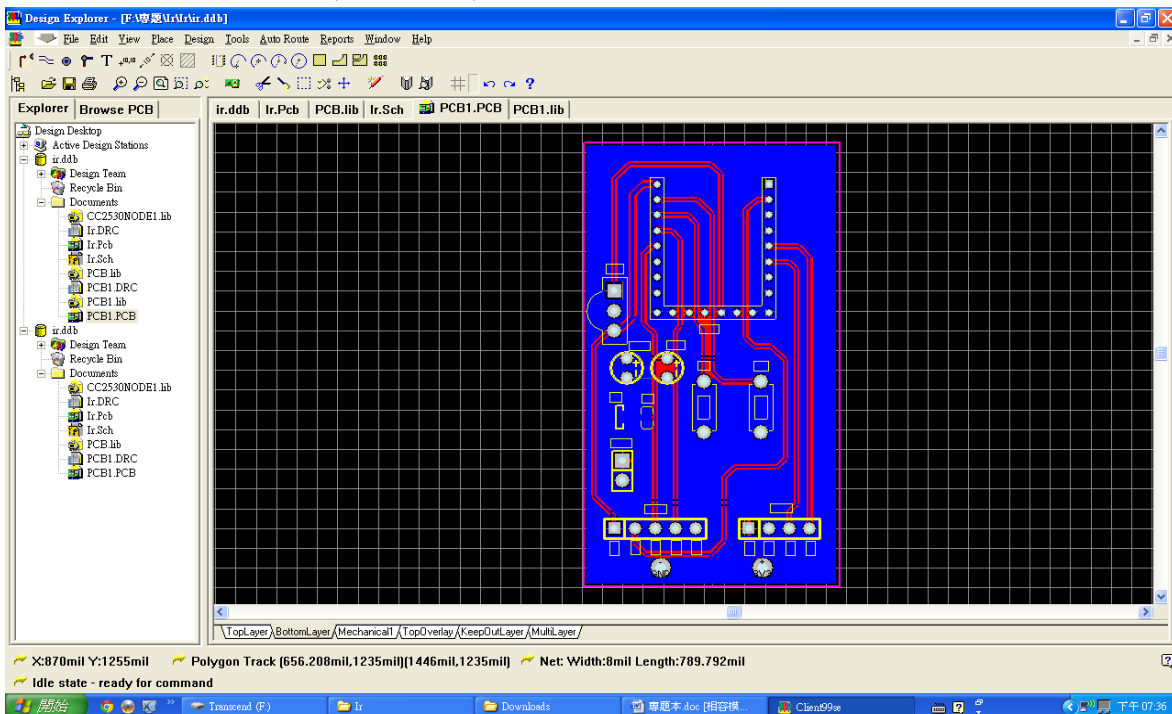 Design Explorer - [F:\專題\Ir\Ir\ir.ddb]
File Edit View Place Design Tools Auto Route Reports Window Help
Explorer Browse PCB
ir.ddb Ir.Pcb PCB.lib Ir.Sch PCB1.PCB PCB1.lib
Design Desktop
Active Design Stations
ir.ddb
Design Team
Recycle Bin
Documents
CC2530NODE1.lib
Ir.DRC
Ir.Pcb
Ir.Sch
PCB.lib
PCB1.DRC
PCB1.lib
PCB1.PCB
ir.ddb
Design Team
Recycle Bin
Documents
CC2530NODE1.lib
Ir.DRC
Ir.Pcb
Ir.Sch
PCB.lib
PCB1.DRC
PCB1.PCB
TopLayer BottomLayer Mechanical1 TopOverlay KeepOutLayer MultiLayer
X:870mil Y:1255mil Polygon Track (656.208mil,1235mil)(1446mil,1235mil) Net: Width:8mil Length:789.792mil
Idle state - ready for command
開始 Transcend (F:) Ir Downloads 專題本.doc [相容模... Client99se 下午 07:36